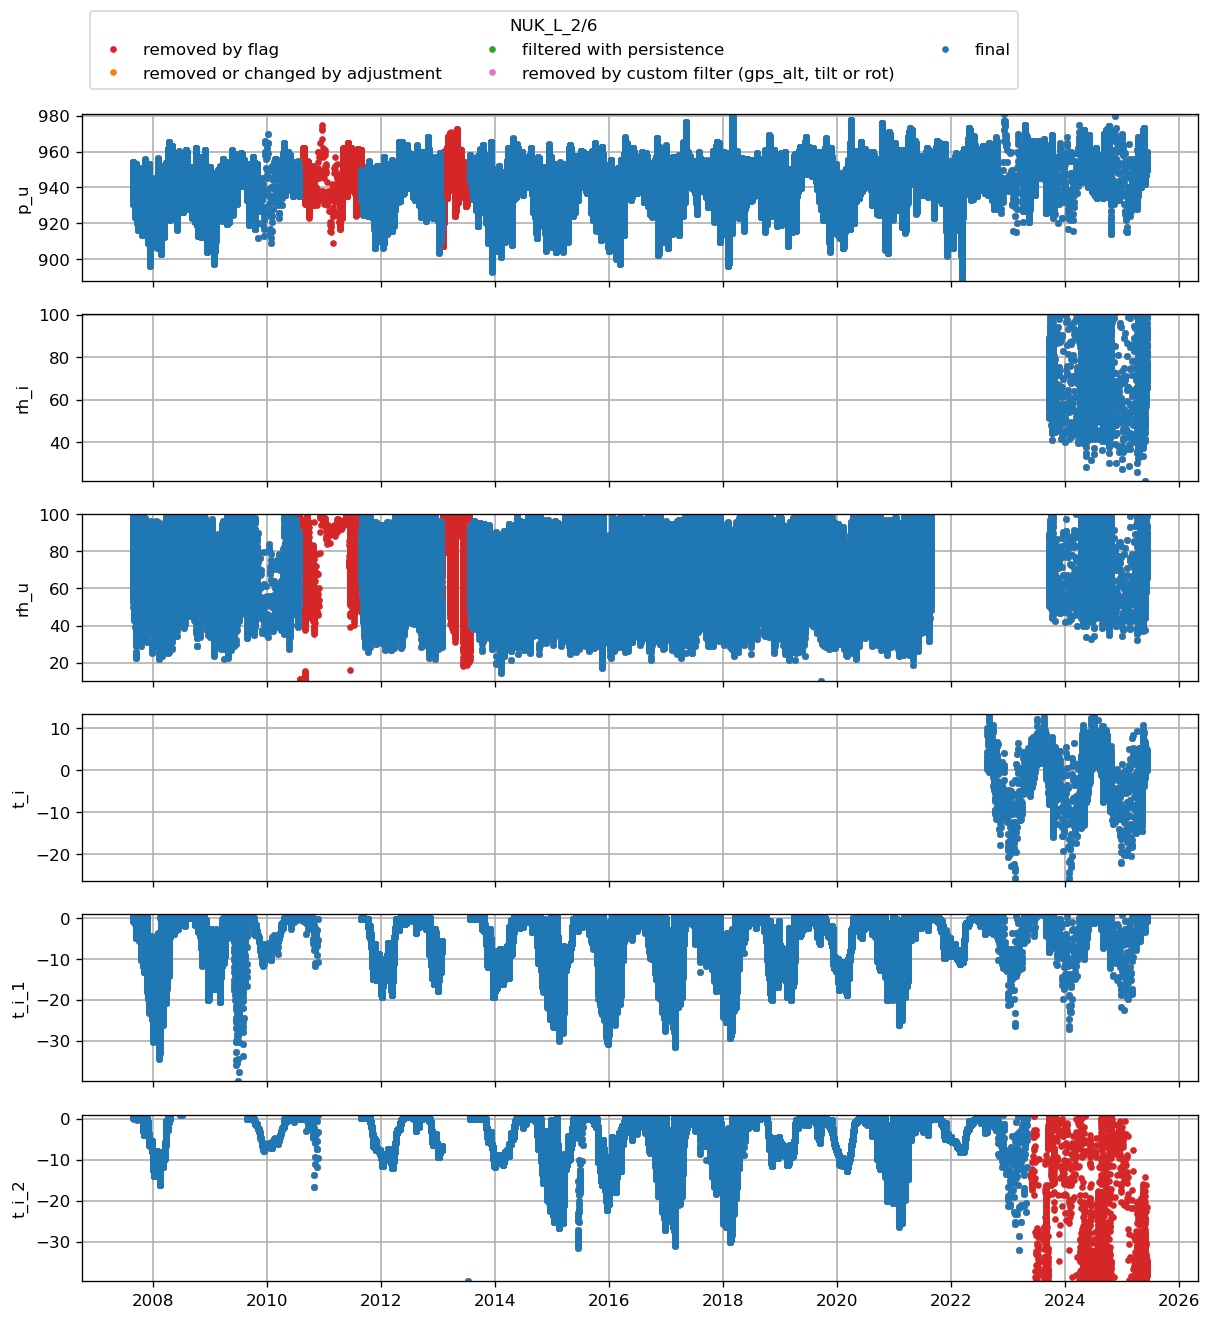 NUK_L_2/6
removed by flag
removed or changed by adjustment
filtered with persistence
removed by custom filter (gps_alt, tilt or rot)
final
980
960
940
920
900
p_u
100
80
60
40
rh_i
100
80
60
40
20
rh_u
10
0
−10
−20
t_i
0
−10
−20
−30
t_i_1
0
−10
−20
−30
t_i_2
2008 2010 2012 2014 2016 2018 2020 2022 2024 2026